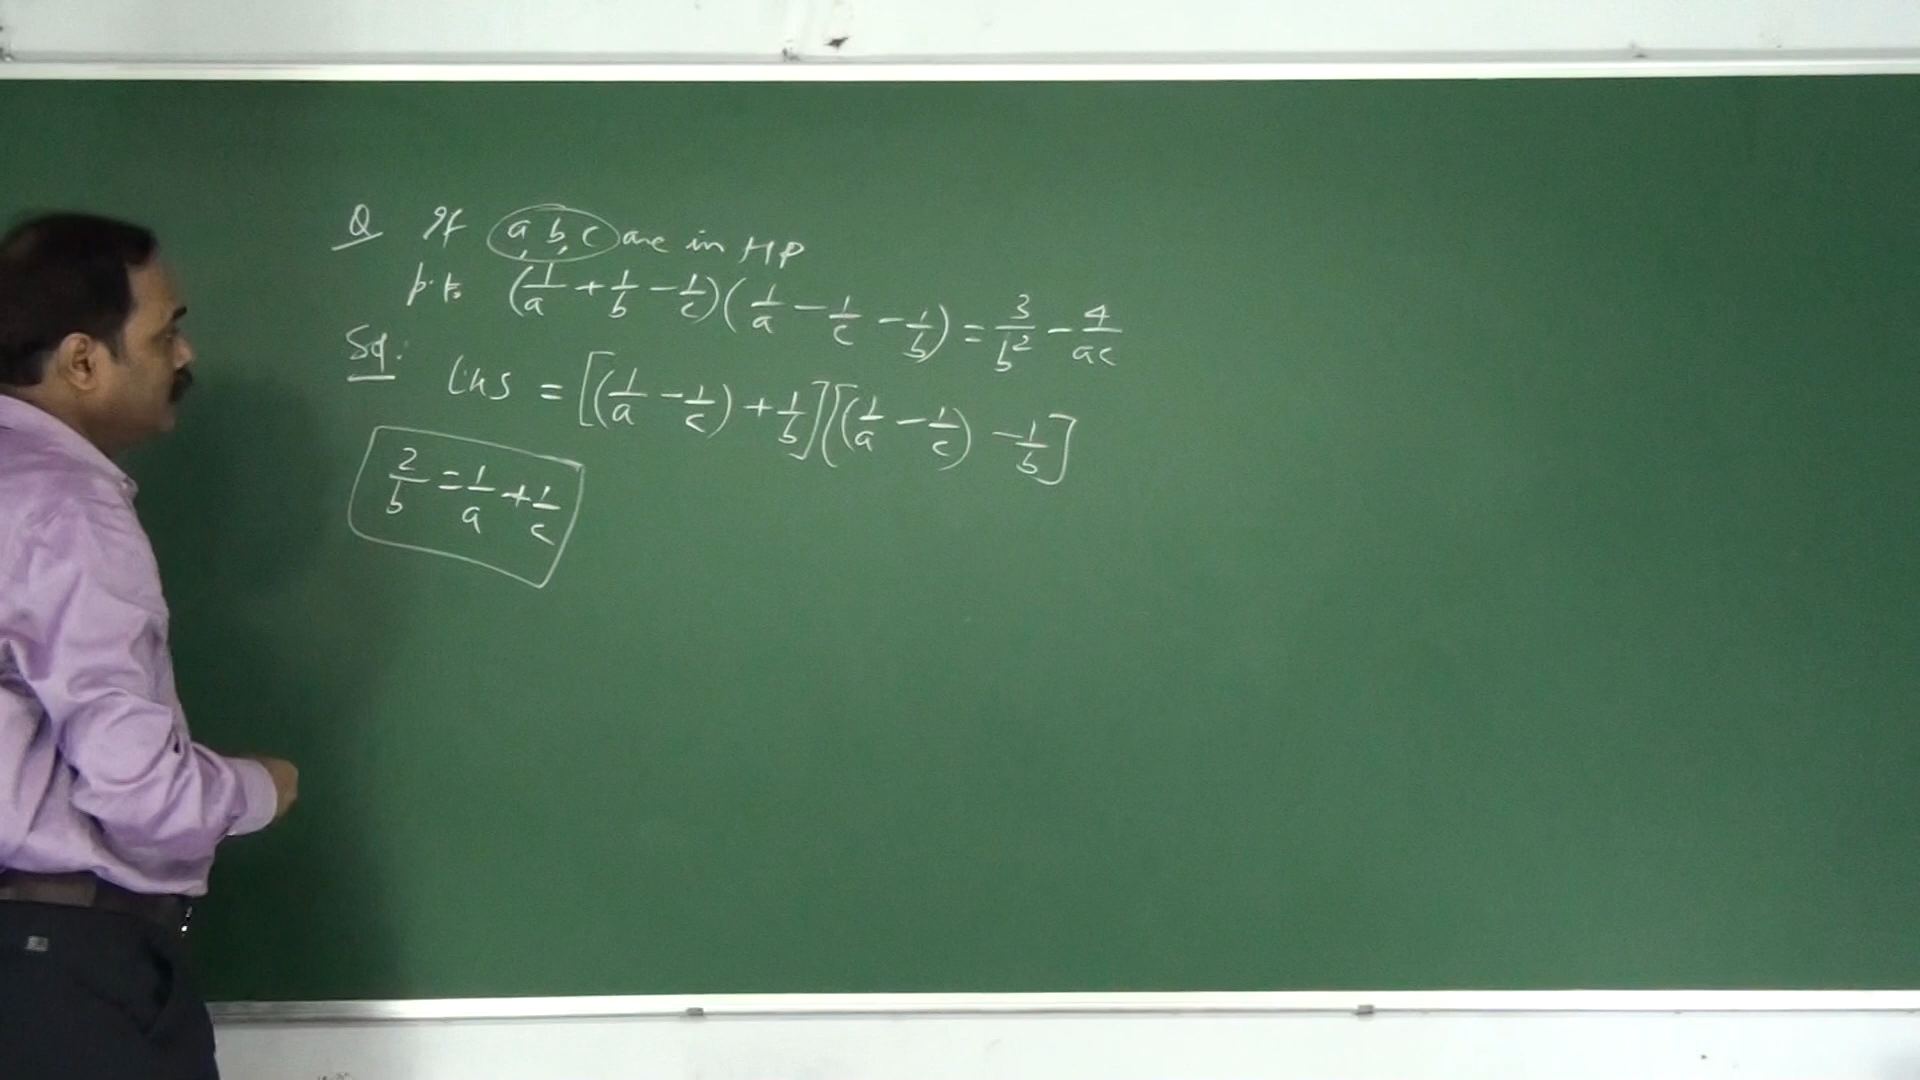 Q If a, b, c are in HP
p.t. (1/a + 1/b - 1/c)(1/a - 1/c - 1/b) = 3/b² - 4/ac
Sol:
LHS = [(1/a - 1/c) + 1/b][(1/a - 1/c) - 1/b]
2/b = 1/a + 1/c